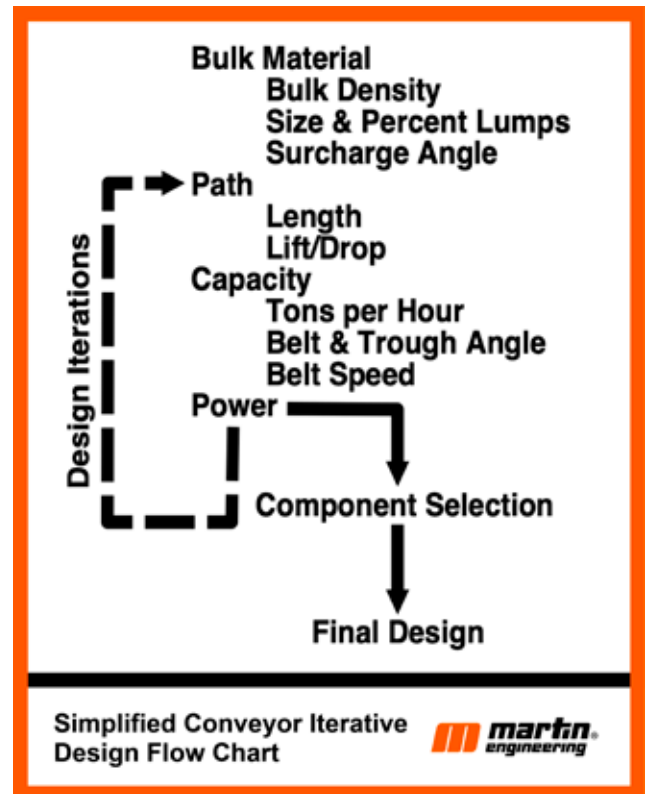 Bulk Material
Bulk Density
Size & Percent Lumps
Surcharge Angle
Path
Length
Lift/Drop
Capacity
Tons per Hour
Belt & Trough Angle
Belt Speed
Power
Design Iterations
Component Selection
Final Design
Simplified Conveyor Iterative
Design Flow Chart
martin®
engineering